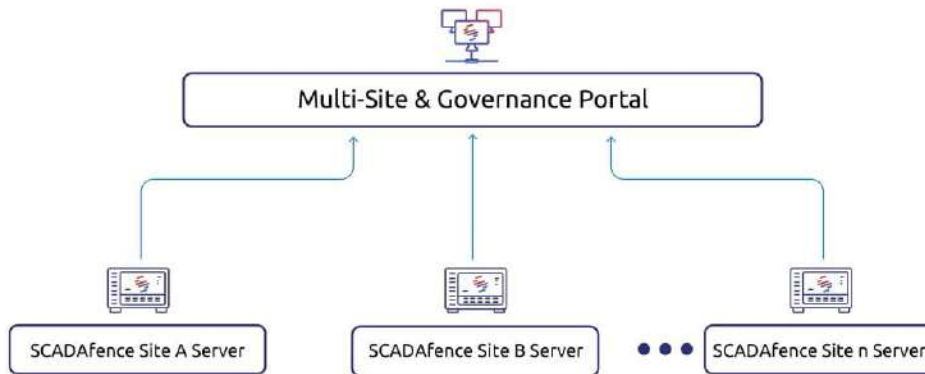 Multi-Site & Governance Portal
SCADAfence Site A Server
SCADAfence Site B Server
SCADAfence Site n Server